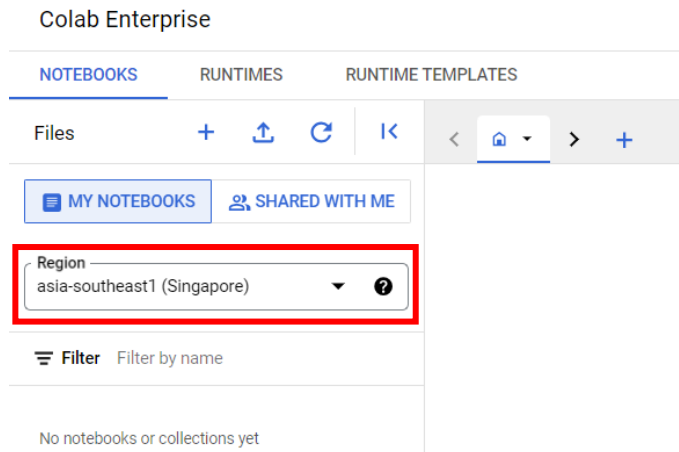 Colab Enterprise
NOTEBOOKS RUNTIMES RUNTIME TEMPLATES
Files
MY NOTEBOOKS SHARED WITH ME
Region
asia-southeast1 (Singapore)
Filter Filter by name
No notebooks or collections yet